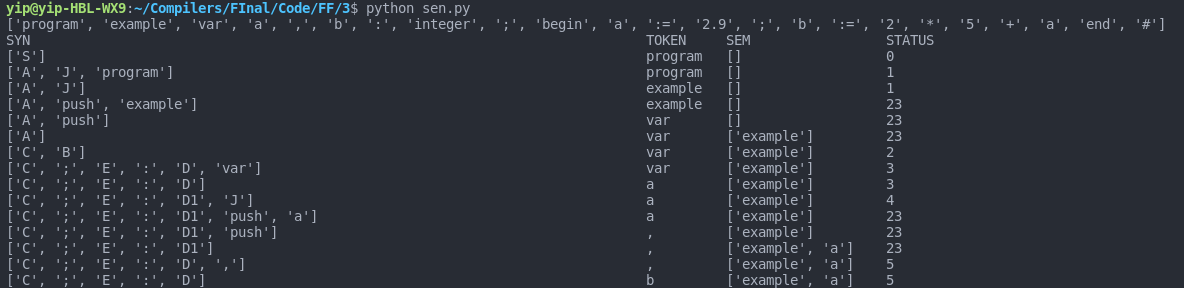 yip@yip-HBL-WX9:~/Compilers/FInal/Code/FF/3$ python sen.py
['program', 'example', 'var', 'a', ',', 'b', ':', 'integer', ';', 'begin', 'a', ':=', '2.9', ';', 'b', ':=', '2', '*', '5', '+', 'a', 'end', '#']
SYN TOKEN SEM STATUS
['S'] program [] 0
['A', 'J', 'program'] program [] 1
['A', 'J'] example [] 1
['A', 'push', 'example'] example [] 23
['A', 'push'] var [] 23
['A'] var ['example'] 23
['C', 'B'] var ['example'] 2
['C', ';', 'E', ':', 'D', 'var'] var ['example'] 3
['C', ';', 'E', ':', 'D'] a ['example'] 3
['C', ';', 'E', ':', 'D1', 'J'] a ['example'] 4
['C', ';', 'E', ':', 'D1', 'push', 'a'] a ['example'] 23
['C', ';', 'E', ':', 'D1', 'push'] , ['example'] 23
['C', ';', 'E', ':', 'D1'] , ['example', 'a'] 23
['C', ';', 'E', ':', 'D', ','] , ['example', 'a'] 5
['C', ';', 'E', ':', 'D'] b ['example', 'a'] 5